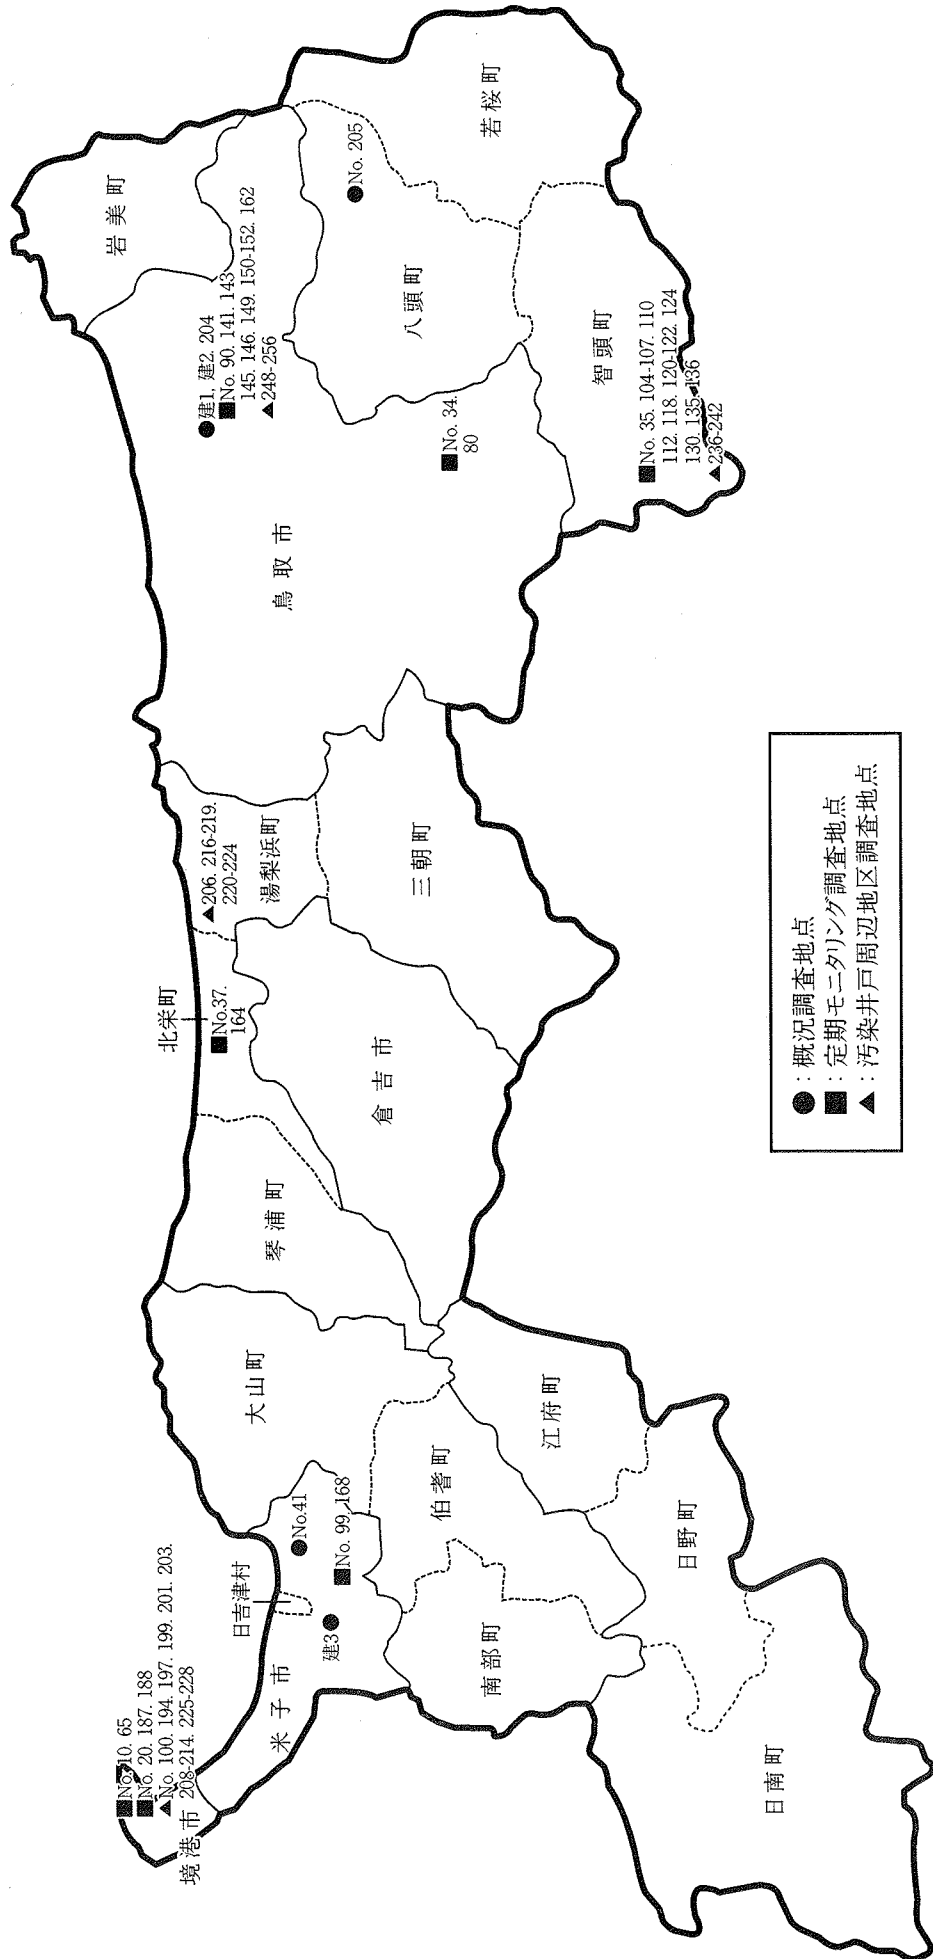 岩美町
●建1, 建2. 204
■No. 90. 141. 143
145. 146. 149. 150-152. 162
▲248-256
●No. 205
若桜町
八頭町
鳥取市
■No. 34.
80
智頭町
■No. 35. 104-107. 110
112. 118. 120-122. 124
130. 135. 136
▲236-242
▲206. 216-219.
220-224
湯梨浜町
三朝町
北栄町
■No.37.
164
倉吉市
琴浦町
大山町
●No.41
■No. 99. 168
建3●
日吉津村
米子市
■No. 10. 65
■No. 20. 187. 188
▲No. 100. 194. 197. 199. 201. 203.
208-214. 225-228
境港市
伯耆町
南部町
江府町
日野町
日南町
●：概況調査地点
■：定期モニタリング調査地点
▲：汚染井戸周辺地区調査地点